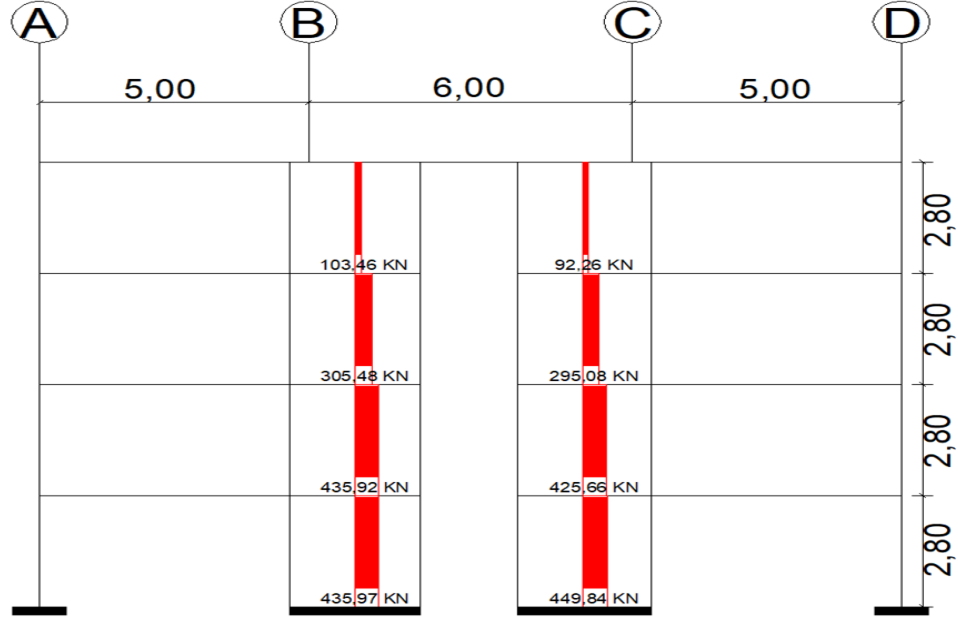 A B C D
5,00 6,00 5,00
2,80
103,46 KN 92,26 KN
2,80
305,48 KN 295,08 KN
2,80
435,92 KN 425,66 KN
2,80
435,97 KN 449,84 KN